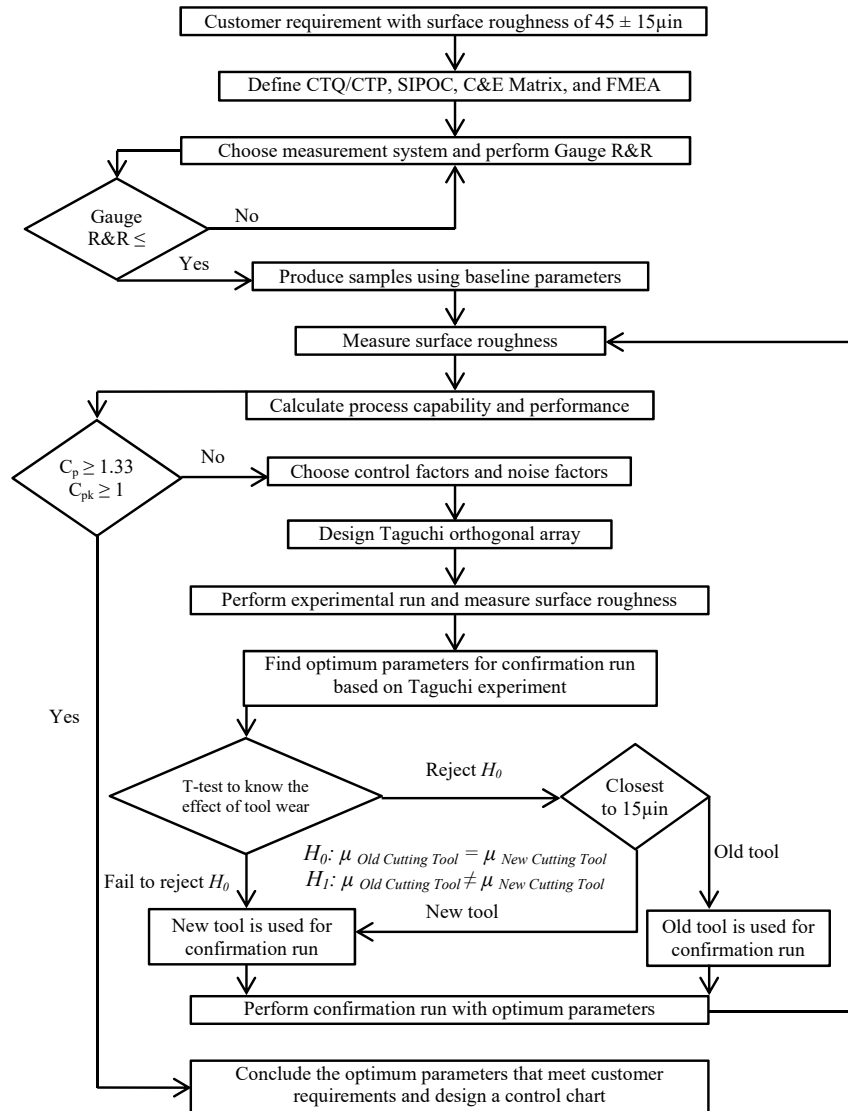 Customer requirement with surface roughness of 45 ± 15µin
Define CTQ/CTP, SIPOC, C&E Matrix, and FMEA
Choose measurement system and perform Gauge R&R
Gauge
R&R ≤
No
Yes
Produce samples using baseline parameters
Measure surface roughness
Calculate process capability and performance
Cp ≥ 1.33
Cpk ≥ 1
No
Choose control factors and noise factors
Design Taguchi orthogonal array
Perform experimental run and measure surface roughness
Find optimum parameters for confirmation run
based on Taguchi experiment
Yes
T-test to know the
effect of tool wear
Reject H0
Closest
to 15µin
H0: µ Old Cutting Tool = µ New Cutting Tool
H1: µ Old Cutting Tool ≠ µ New Cutting Tool
Old tool
Fail to reject H0
New tool
New tool is used for
confirmation run
Old tool is used for
confirmation run
Perform confirmation run with optimum parameters
Conclude the optimum parameters that meet customer
requirements and design a control chart